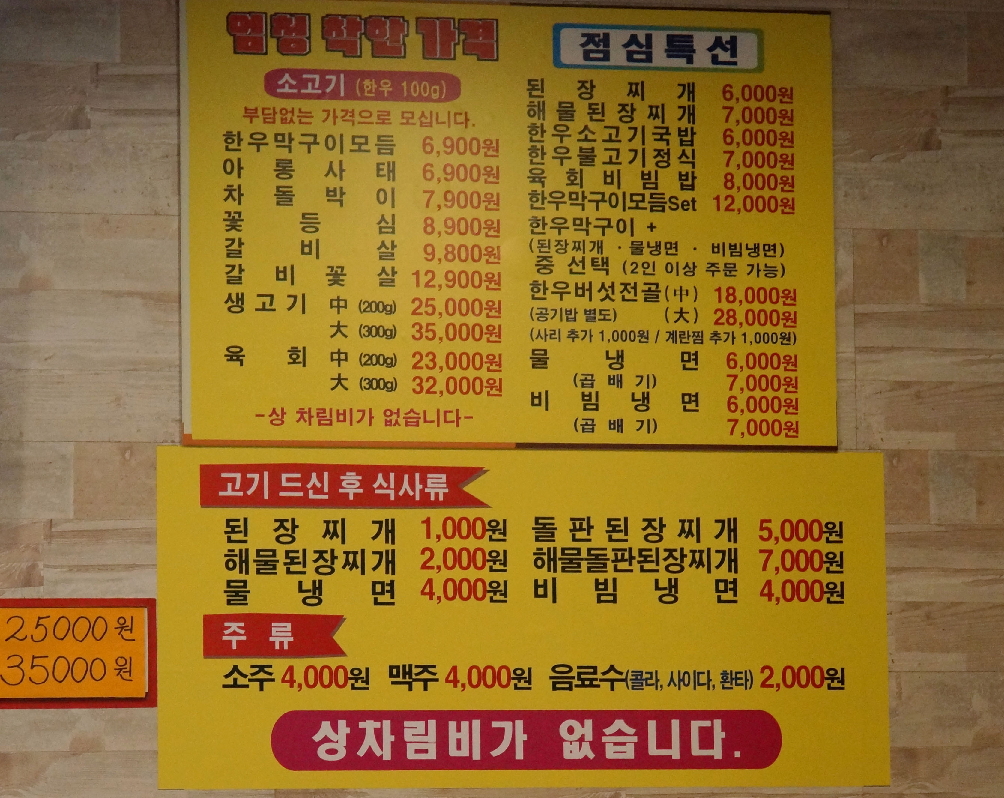 엄청 착한 가격
소고기 (한우 100g)
부담없는 가격으로 모십니다.
한우막구이모듬 6,900원
아롱사태 6,900원
차돌박이 7,900원
꽃등심 8,900원
갈비살 9,800원
갈비꽃살 12,900원
생고기 中 (200g) 25,000원
大 (300g) 35,000원
육회 中 (200g) 23,000원
大 (300g) 32,000원
-상 차림비가 없습니다-
점심특선
된장찌개 6,000원
해물된장찌개 7,000원
한우소고기국밥 6,000원
한우불고기정식 7,000원
육회비빔밥 8,000원
한우막구이모듬Set 12,000원
한우막구이 +
(된장찌개 · 물냉면 · 비빔냉면)
중 선택 (2인 이상 주문 가능)
한우버섯전골(中) 18,000원
(공기밥 별도) (大) 28,000원
(사리 추가 1,000원 / 계란찜 추가 1,000원)
물냉면 6,000원
(곱배기) 7,000원
비빔냉면 6,000원
(곱배기) 7,000원
고기 드신 후 식사류
된장찌개 1,000원 돌판된장찌개 5,000원
해물된장찌개 2,000원 해물돌판된장찌개 7,000원
물냉면 4,000원 비빔냉면 4,000원
주류
소주 4,000원 맥주 4,000원 음료수(콜라, 사이다, 환타) 2,000원
상차림비가 없습니다.
25000원
35000원